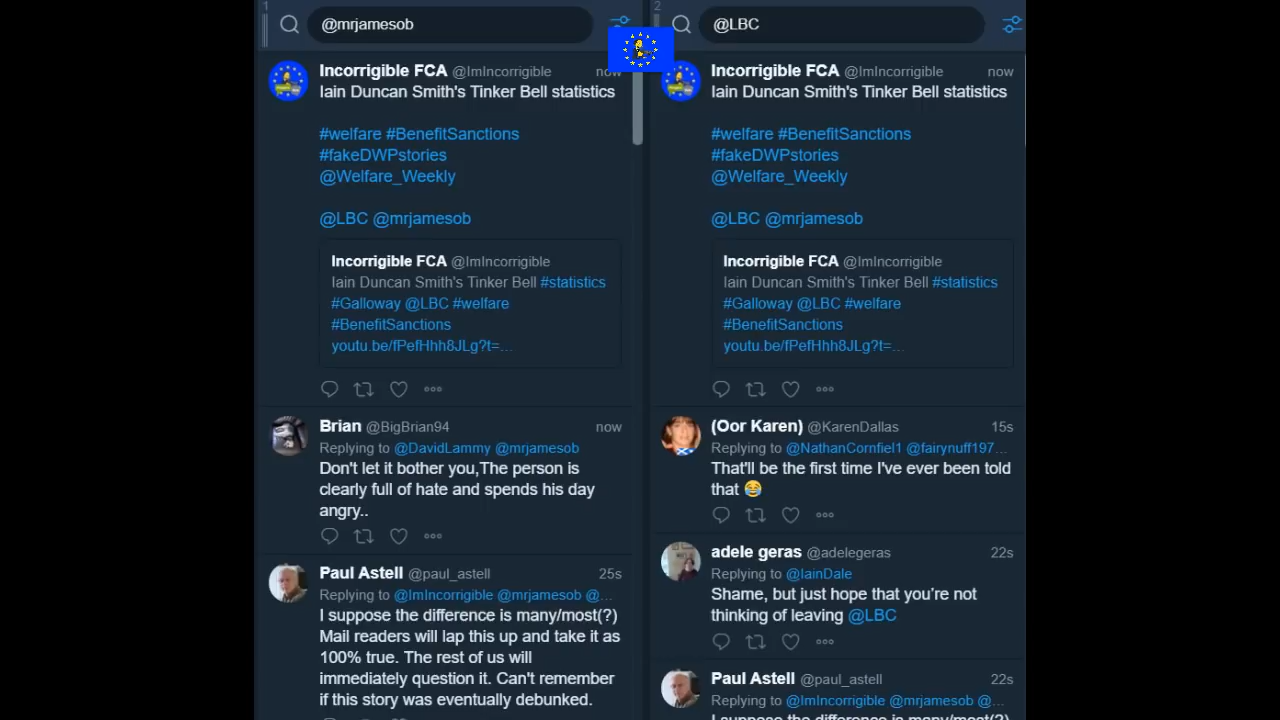 1
@mrjamesob
Incorrigible FCA @ImIncorrigible now
Iain Duncan Smith's Tinker Bell statistics
#welfare #BenefitSanctions
#fakeDWPstories
@Welfare_Weekly
@LBC @mrjamesob
Incorrigible FCA @ImIncorrigible
Iain Duncan Smith's Tinker Bell #statistics
#Galloway @LBC #welfare
#BenefitSanctions
youtu.be/fPefHhh8JLg?t=...
Brian @BigBrian94 now
Replying to @DavidLammy @mrjamesob
Don't let it bother you,The person is
clearly full of hate and spends his day
angry..
Paul Astell @paul_astell 25s
Replying to @ImIncorrigible @mrjamesob @...
I suppose the difference is many/most(?)
Mail readers will lap this up and take it as
100% true. The rest of us will
immediately question it. Can't remember
if this story was eventually debunked.
2
@LBC
Incorrigible FCA @ImIncorrigible now
Iain Duncan Smith's Tinker Bell statistics
#welfare #BenefitSanctions
#fakeDWPstories
@Welfare_Weekly
@LBC @mrjamesob
Incorrigible FCA @ImIncorrigible
Iain Duncan Smith's Tinker Bell #statistics
#Galloway @LBC #welfare
#BenefitSanctions
youtu.be/fPefHhh8JLg?t=...
(Oor Karen) @KarenDallas 15s
Replying to @NathanCornfiel1 @fairynuff197...
That'll be the first time I've ever been told
that 😂
adele geras @adelegeras 22s
Replying to @IainDale
Shame, but just hope that you're not
thinking of leaving @LBC
Paul Astell @paul_astell 22s
Replying to @ImIncorrigible @mrjamesob @...
I suppose the difference is many/most(?)